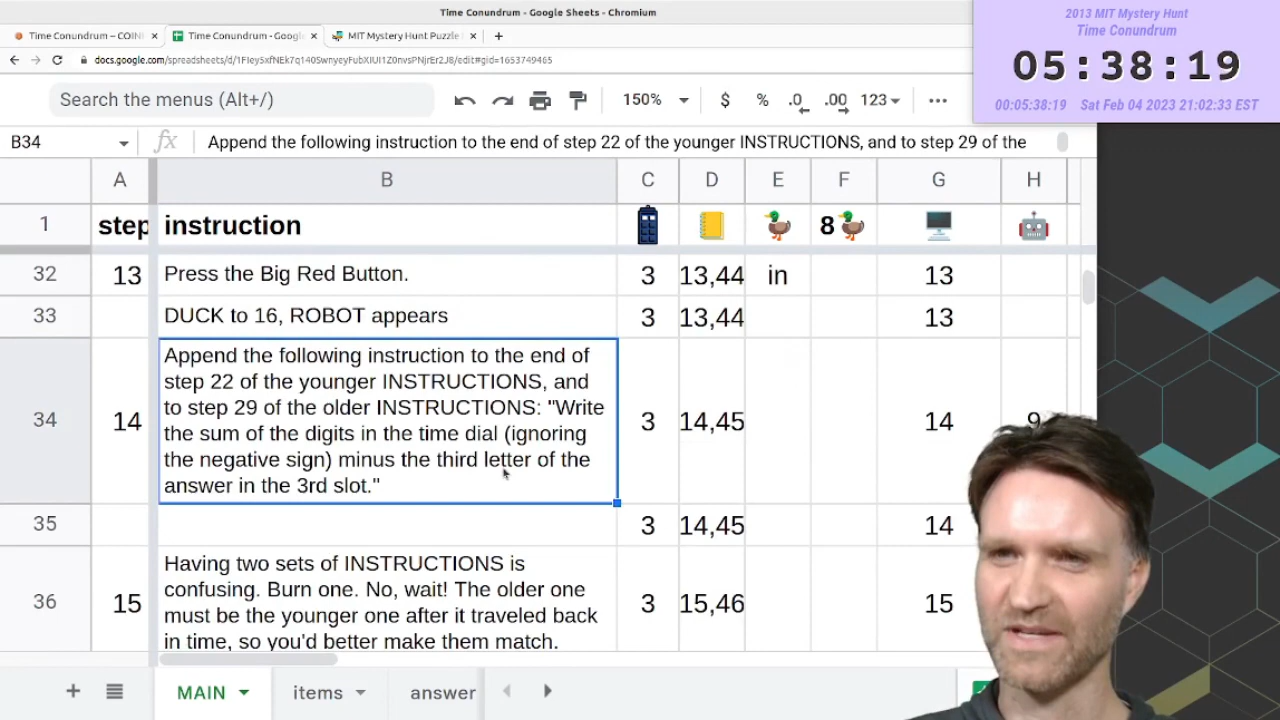 Time Conundrum - Google Sheets - Chromium
2013 MIT Mystery Hunt
Time Conundrum
05:38:19
00:05:38:19 Sat Feb 04 2023 21:02:33 EST
Time Conundrum – COIN
Time Conundrum - Google
MIT Mystery Hunt Puzzle
Search the menus (Alt+/)
150%
$ % .0 .00 123
B34
fx
Append the following instruction to the end of step 22 of the younger INSTRUCTIONS, and to step 29 of the
A B C D E F G H
1 step instruction 8
32 13 Press the Big Red Button. 3 13,44 in 13
33 DUCK to 16, ROBOT appears 3 13,44 13
34 14 Append the following instruction to the end of
step 22 of the younger INSTRUCTIONS, and
to step 29 of the older INSTRUCTIONS: "Write
the sum of the digits in the time dial (ignoring
the negative sign) minus the third letter of the
answer in the 3rd slot."
3 14,45 14
35 3 14,45 14
36 15 Having two sets of INSTRUCTIONS is
confusing. Burn one. No, wait! The older one
must be the younger one after it traveled back
in time, so you'd better make them match.
3 15,46 15
MAIN items answer